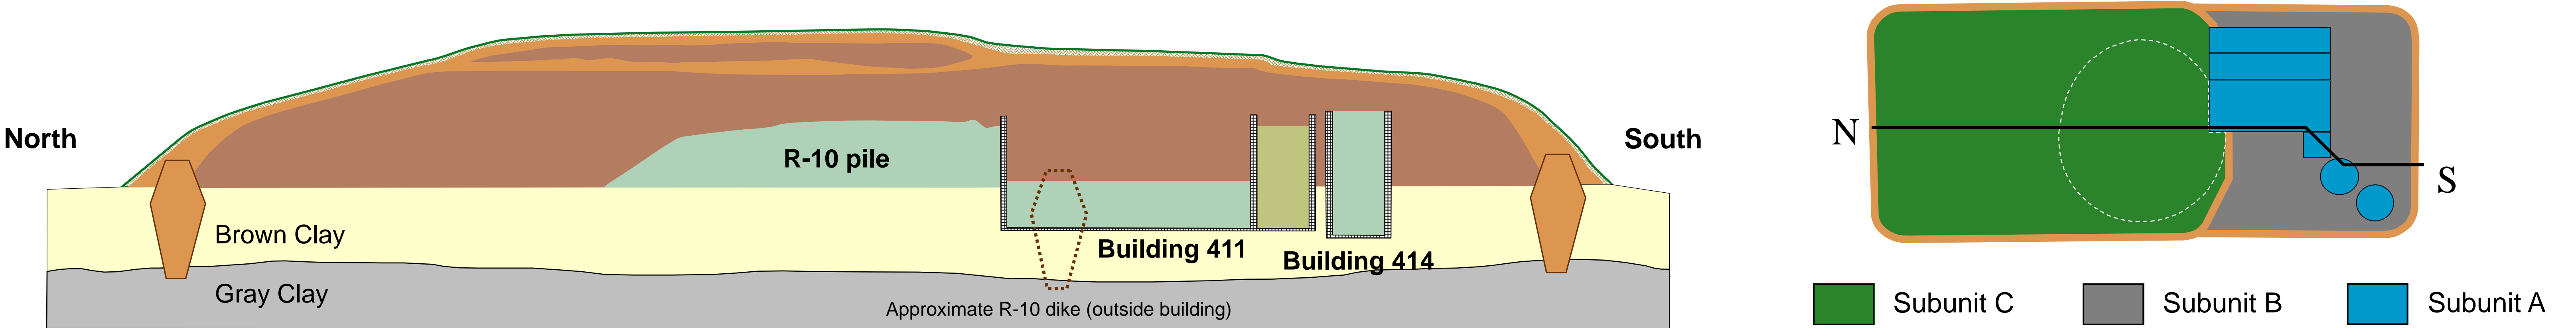 North
R-10 pile
South
Brown Clay
Building 411
Building 414
Gray Clay
Approximate R-10 dike (outside building)
N
S
Subunit C
Subunit B
Subunit A